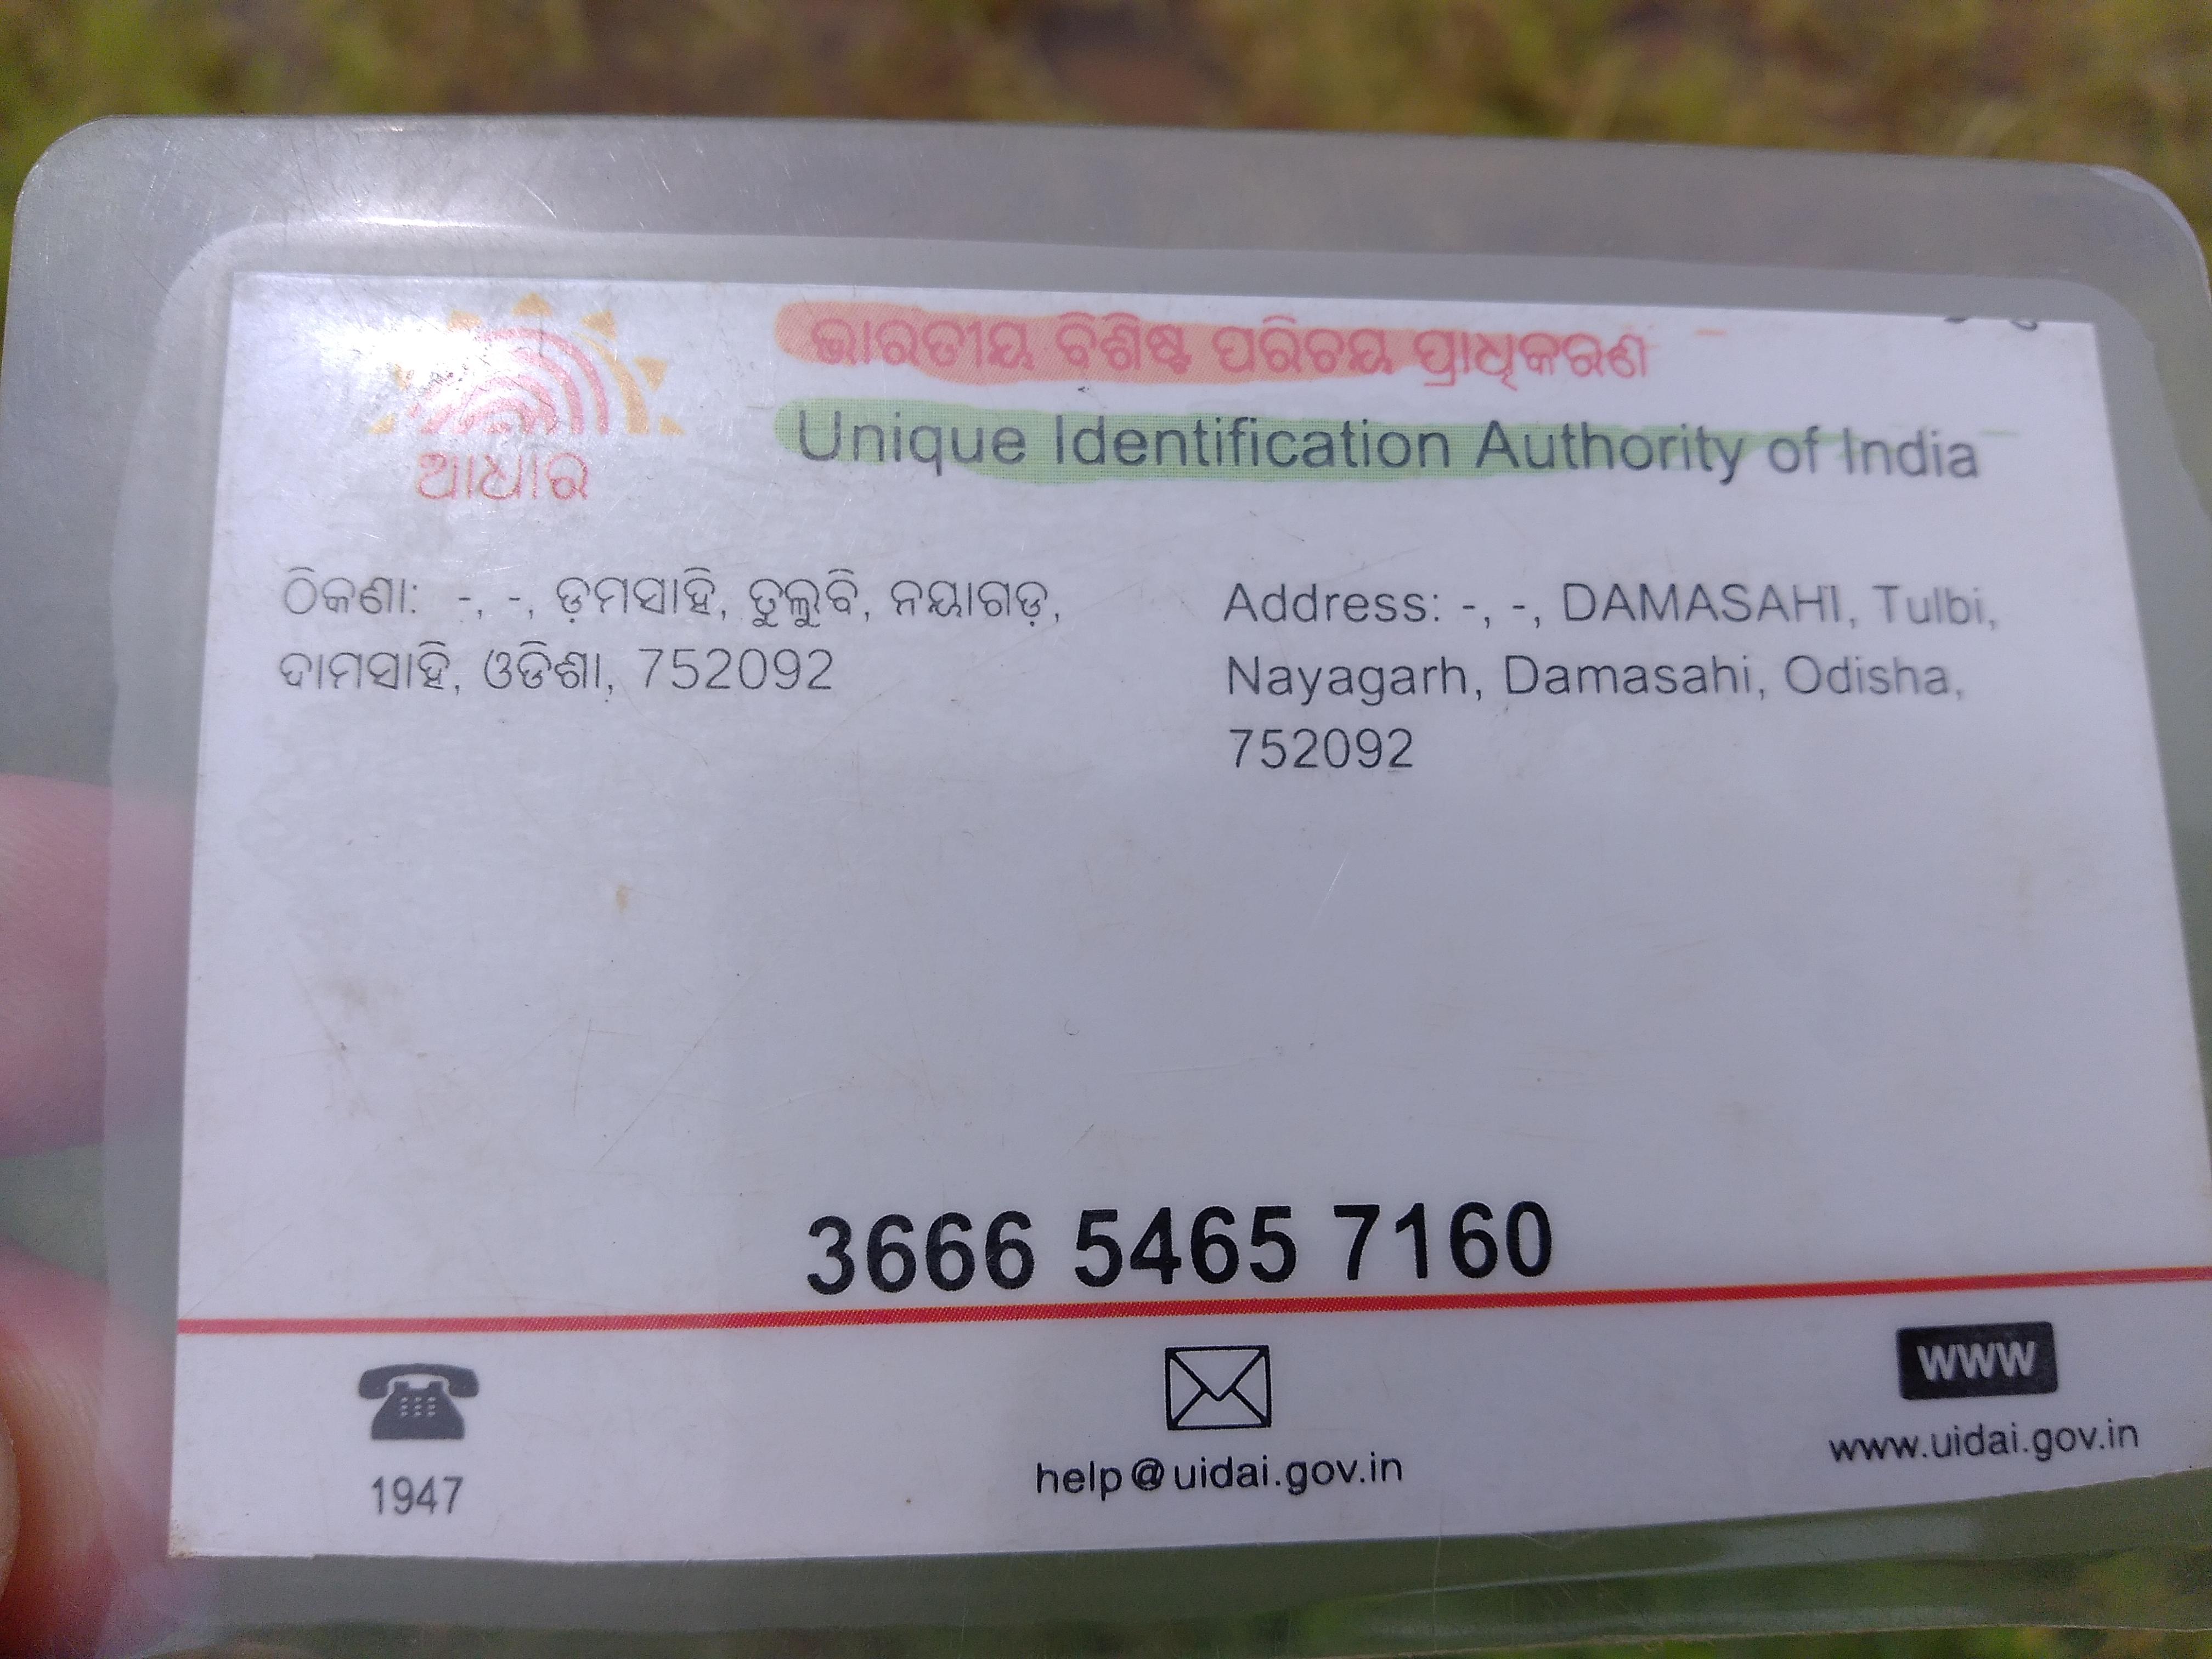 ଭାରତୀୟ ବିଶିଷ୍ଟ ପରିଚୟ ପ୍ରାଧିକରଣ
Unique Identification Authority of India
ଆଧାର
ଠିକଣା: -, -, ଡ଼ମସାହି, ତୁଲୁବି, ନୟାଗଡ଼,
ଦାମସାହି, ଓଡିଶା, 752092
Address: -, -, DAMASAHI, Tulbi,
Nayagarh, Damasahi, Odisha,
752092
3666 5465 7160
1947
help@uidai.gov.in
www
www.uidai.gov.in